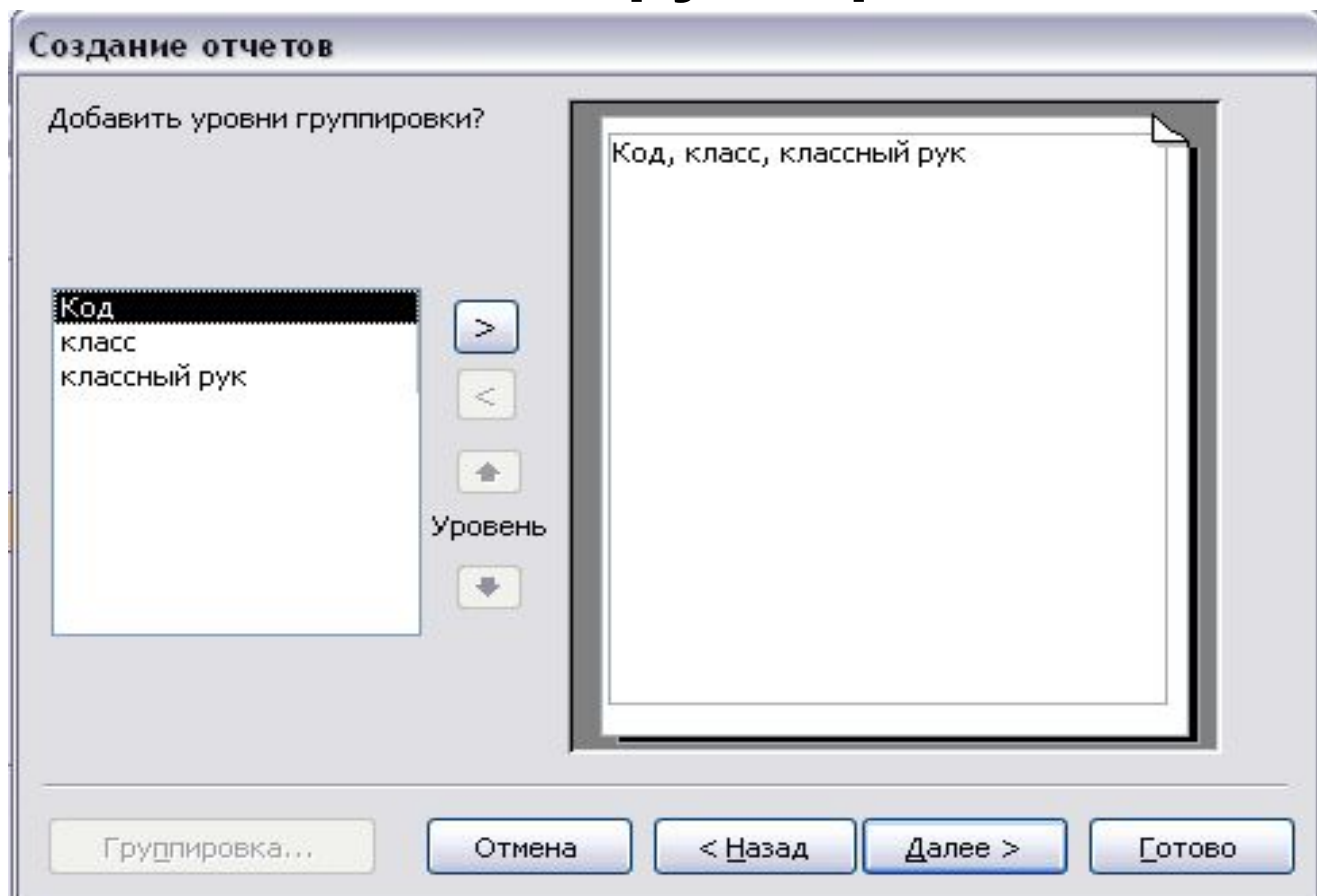 Создание отчетов
Добавить уровни группировки?
Код, класс, классный рук
Код
класс
классный рук
>
<
Уровень
Группировка...
Отмена
< Назад
Далее >
Готово